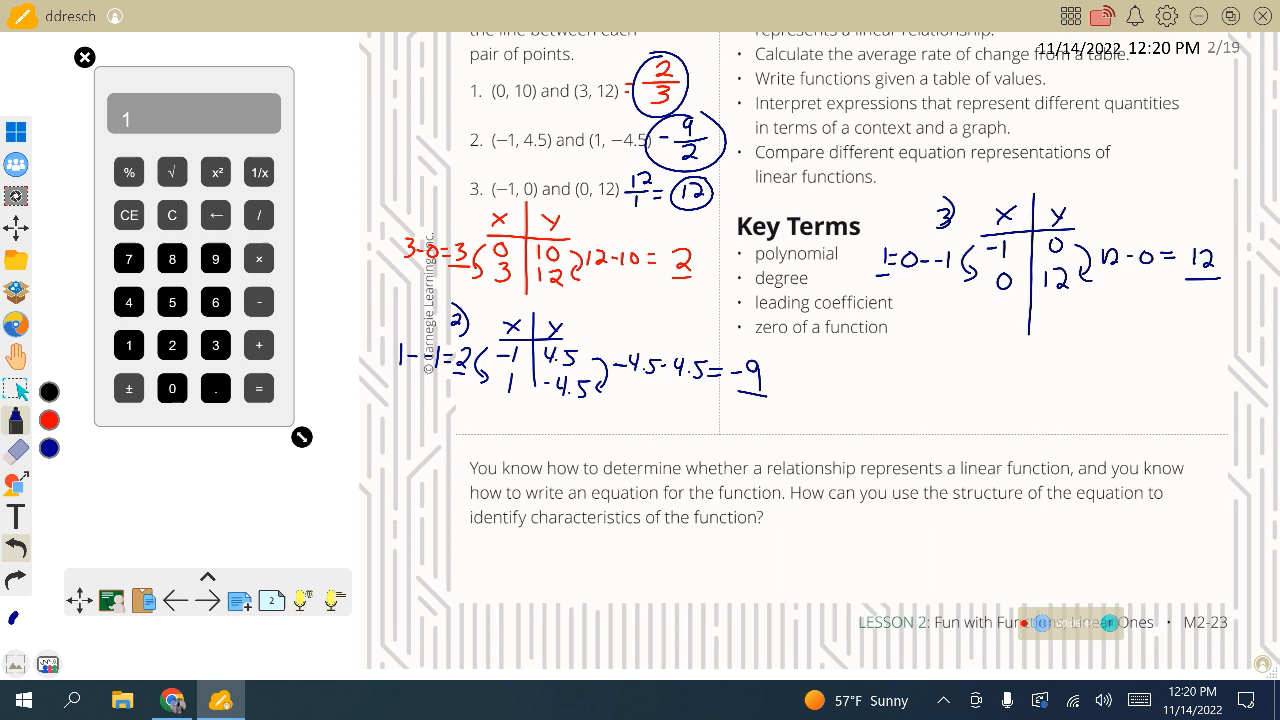 ddresch
11/14/2022 12:20 PM 2/19
the line between each
pair of points.
1. (0, 10) and (3, 12) = 2/3
2. (−1, 4.5) and (1, −4.5) - 9/2
3. (−1, 0) and (0, 12) 12/1 = 12
x y
3-0=3 0 10 12-10= 2
3 12
2) x y
1--1=2 -1 4.5 -4.5-4.5=-9
1 -4.5
© Carnegie Learning, Inc.
represents a linear relationship.
• Calculate the average rate of change from a table.
• Write functions given a table of values.
• Interpret expressions that represent different quantities
in terms of a context and a graph.
• Compare different equation representations of
linear functions.
Key Terms
• polynomial
• degree
• leading coefficient
• zero of a function
3) x y
1=0--1 -1 0 12-0= 12
0 12
You know how to determine whether a relationship represents a linear function, and you know
how to write an equation for the function. How can you use the structure of the equation to
identify characteristics of the function?
LESSON 2: Fun with Functions, Linear Ones • M2-23
1
% √ x² 1/x
CE C ← /
7 8 9 ×
4 5 6 -
1 2 3 +
± 0 . =
T
2
57°F Sunny
12:20 PM
11/14/2022